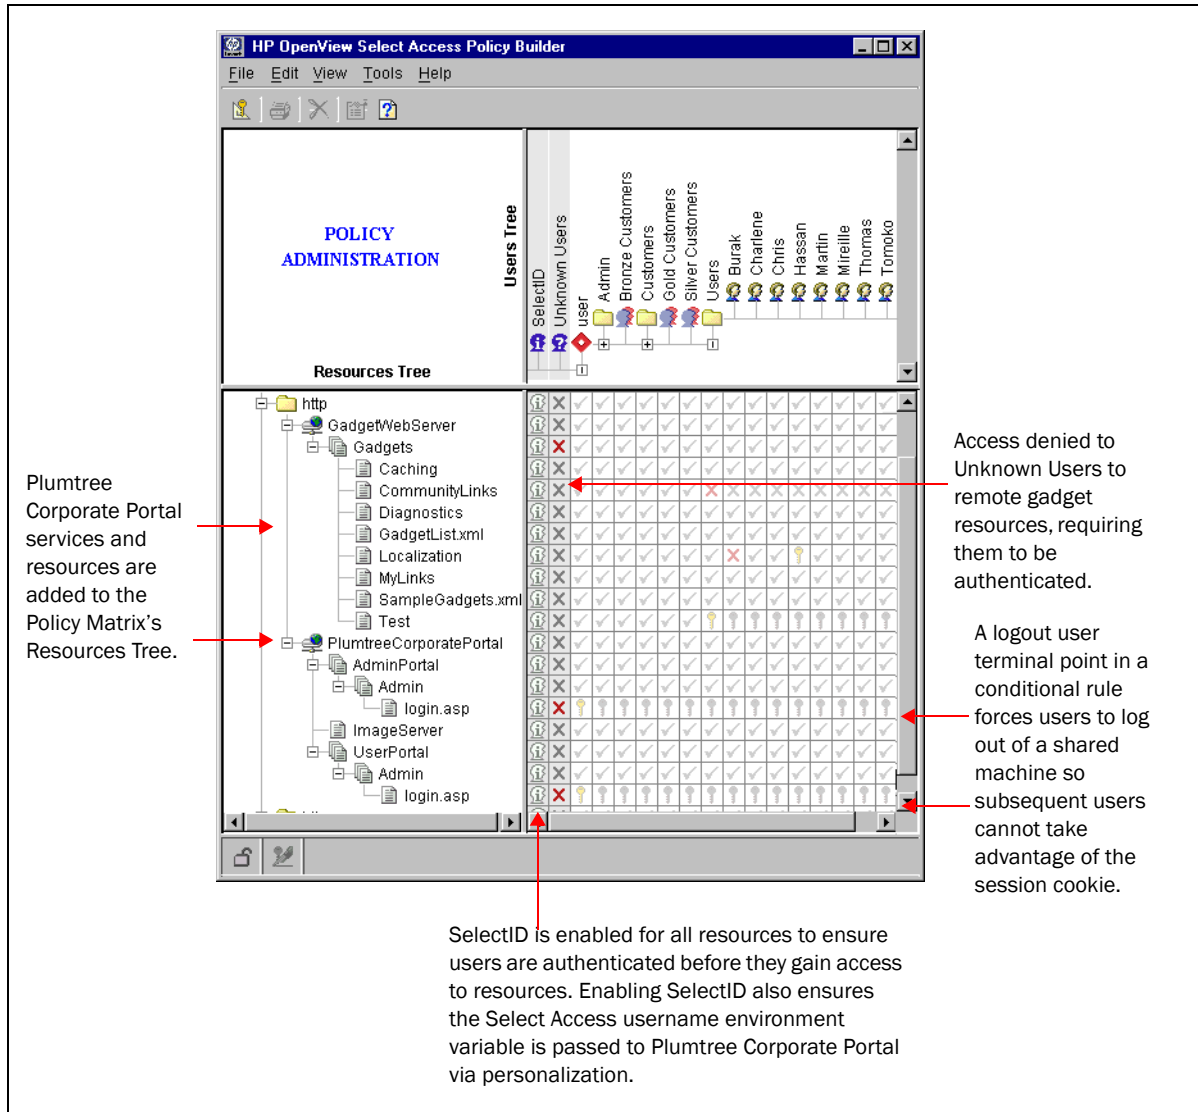 HP OpenView Select Access Policy Builder
File Edit View Tools Help
POLICY
ADMINISTRATION
Users Tree
Resources Tree
SelectID
Unknown Users
user
Admin
Bronze Customers
Customers
Gold Customers
Silver Customers
Users
Burak
Charlene
Chris
Hassan
Martin
Mireille
Thomas
Tomoko
http
GadgetWebServer
Gadgets
Caching
CommunityLinks
Diagnostics
GadgetList.xml
Localization
MyLinks
SampleGadgets.xml
Test
PlumtreeCorporatePortal
AdminPortal
Admin
login.asp
ImageServer
UserPortal
Admin
login.asp
Plumtree
Corporate Portal
services and
resources are
added to the
Policy Matrix's
Resources Tree.
Access denied to
Unknown Users to
remote gadget
resources, requiring
them to be
authenticated.
A logout user
terminal point in a
conditional rule
forces users to log
out of a shared
machine so
subsequent users
cannot take
advantage of the
session cookie.
SelectID is enabled for all resources to ensure
users are authenticated before they gain access
to resources. Enabling SelectID also ensures
the Select Access username environment
variable is passed to Plumtree Corporate Portal
via personalization.